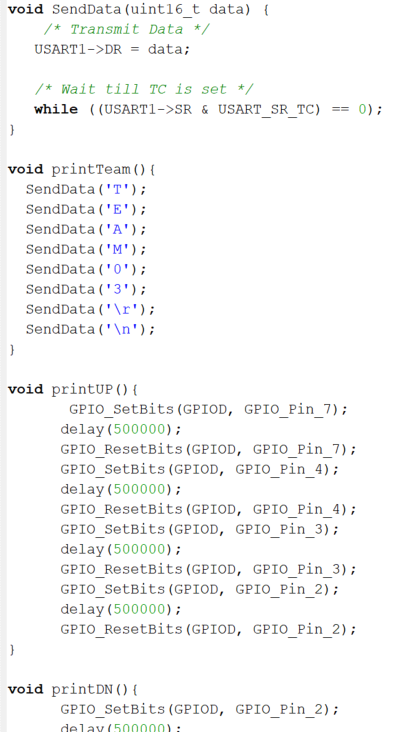 void SendData(uint16_t data) {
/* Transmit Data */
USART1->DR = data;
/* Wait till TC is set */
while ((USART1->SR & USART_SR_TC) == 0);
}
void printTeam(){
SendData('T');
SendData('E');
SendData('A');
SendData('M');
SendData('0');
SendData('3');
SendData('\r');
SendData('\n');
}
void printUP(){
GPIO_SetBits(GPIOD, GPIO_Pin_7);
delay(500000);
GPIO_ResetBits(GPIOD, GPIO_Pin_7);
GPIO_SetBits(GPIOD, GPIO_Pin_4);
delay(500000);
GPIO_ResetBits(GPIOD, GPIO_Pin_4);
GPIO_SetBits(GPIOD, GPIO_Pin_3);
delay(500000);
GPIO_ResetBits(GPIOD, GPIO_Pin_3);
GPIO_SetBits(GPIOD, GPIO_Pin_2);
delay(500000);
GPIO_ResetBits(GPIOD, GPIO_Pin_2);
}
void printDN(){
GPIO_SetBits(GPIOD, GPIO_Pin_2);
delay(500000);